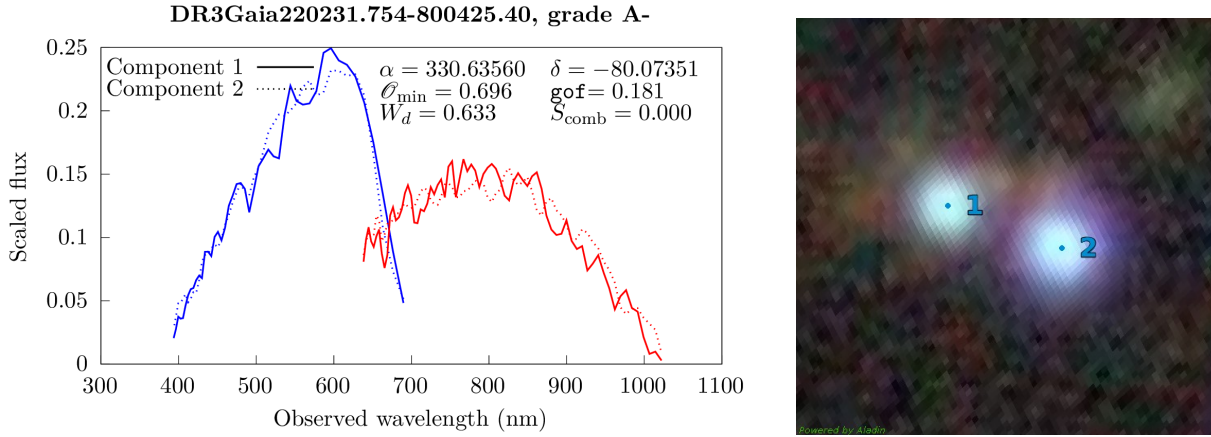 DR3Gaia220231.754-800425.40, grade A-
0.25
0.2
0.15
0.1
0.05
0
Scaled flux
Component 1
Component 2
α = 330.63560 δ = −80.07351
𝒪min = 0.696 gof= 0.181
Wd = 0.633 Scomb = 0.000
300 400 500 600 700 800 900 1000 1100
Observed wavelength (nm)
1
2
Powered by Aladin